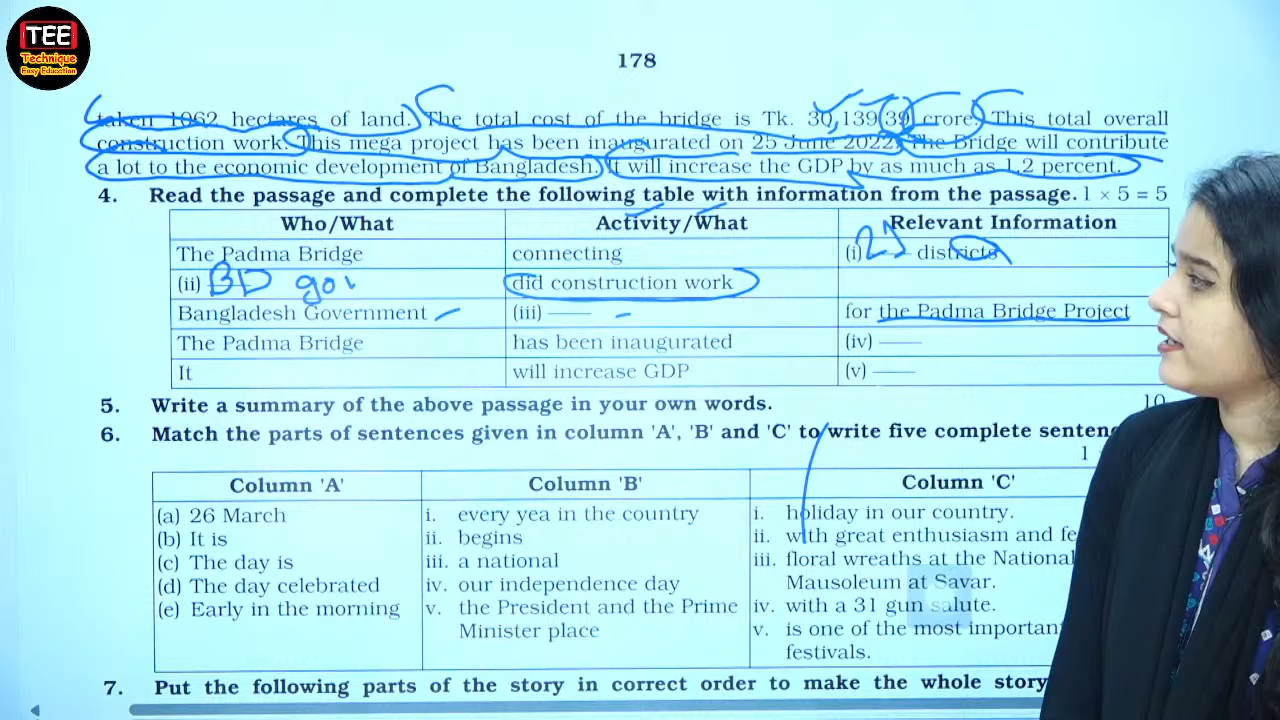 TEE
Technique
Easy Education
178
taken 1062 hectares of land. The total cost of the bridge is Tk. 30,139(39) crore. This total overall
construction work. This mega project has been inaugurated on 25 June 2022. The Bridge will contribute
a lot to the economic development of Bangladesh. It will increase the GDP by as much as 1.2 percent.
4. Read the passage and complete the following table with information from the passage. 1 × 5 = 5
Who/What Activity/What Relevant Information
The Padma Bridge connecting (i) 21 districts
(ii) BD gov did construction work
Bangladesh Government (iii) —— for the Padma Bridge Project
The Padma Bridge has been inaugurated (iv) ——
It will increase GDP (v) ——
5. Write a summary of the above passage in your own words. 10
6. Match the parts of sentences given in column 'A', 'B' and 'C' to write five complete senten
1
Column 'A' Column 'B' Column 'C'
(a) 26 March i. every yea in the country i. holiday in our country.
(b) It is ii. begins ii. with great enthusiasm and fe
(c) The day is iii. a national iii. floral wreaths at the National
(d) The day celebrated iv. our independence day Mausoleum at Savar.
(e) Early in the morning v. the President and the Prime iv. with a 31 gun salute.
Minister place v. is one of the most important
festivals.
7. Put the following parts of the story in correct order to make the whole story